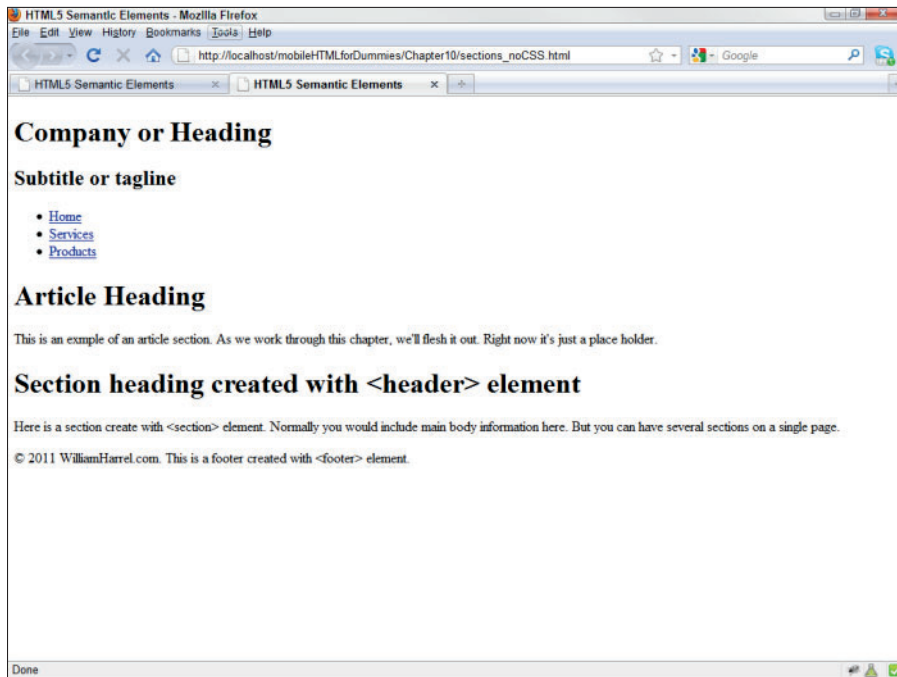 HTML5 Semantic Elements - Mozilla Firefox
File Edit View History Bookmarks Tools Help
http://localhost/mobileHTMLforDummies/Chapter10/sections_noCSS.html Google
HTML5 Semantic Elements HTML5 Semantic Elements
Company or Heading
Subtitle or tagline
• Home
• Services
• Products
Article Heading
This is an exmple of an article section. As we work through this chapter, we'll flesh it out. Right now it's just a place holder.
Section heading created with <header> element
Here is a section create with <section> element. Normally you would include main body information here. But you can have several sections on a single page.
© 2011 WilliamHarrel.com. This is a footer created with <footer> element.
Done